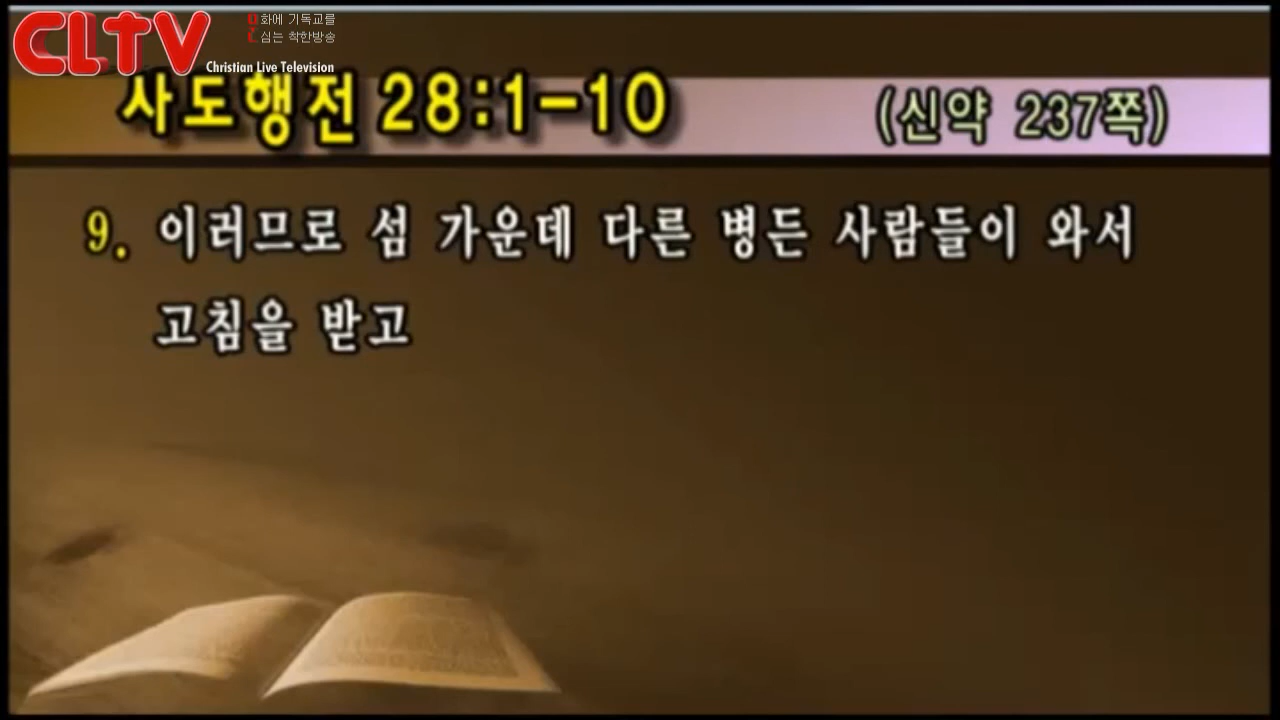 CLTV
화에 기독교를
심는 착한방송
Christian Live Television
사도행전 28:1-10
(신약 237쪽)
9. 이러므로 섬 가운데 다른 병든 사람들이 와서
고침을 받고